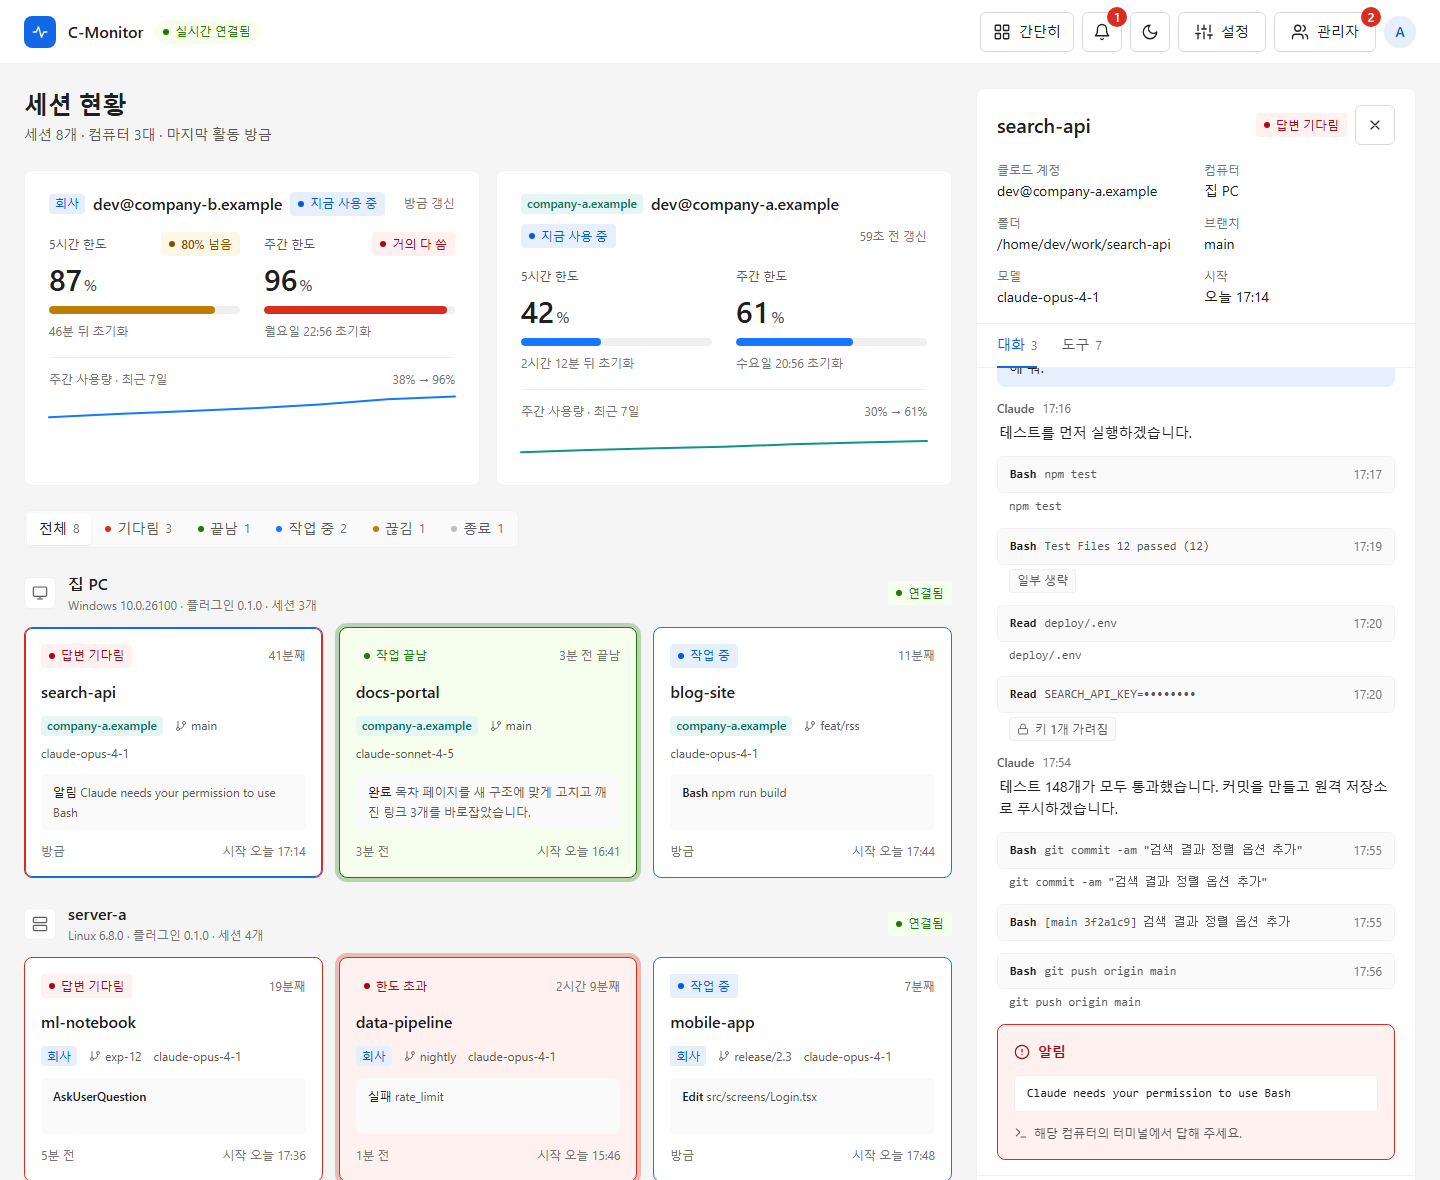 C-Monitor
실시간 연결됨
간단히
1
설정
관리자
2
A
세션 현황
세션 8개 · 컴퓨터 3대 · 마지막 활동 방금
회사 dev@company-b.example 지금 사용 중 방금 갱신
5시간 한도 80% 넘음
87%
46분 뒤 초기화
주간 한도 거의 다 씀
96%
월요일 22:56 초기화
주간 사용량 · 최근 7일 38% → 96%
company-a.example dev@company-a.example
지금 사용 중 59초 전 갱신
5시간 한도
42%
2시간 12분 뒤 초기화
주간 한도
61%
수요일 20:56 초기화
주간 사용량 · 최근 7일 30% → 61%
전체 8 기다림 3 끝남 1 작업 중 2 끊김 1 종료 1
집 PC
Windows 10.0.26100 · 플러그인 0.1.0 · 세션 3개
연결됨
답변 기다림 41분째
search-api
company-a.example main
claude-opus-4-1
알림 Claude needs your permission to use
Bash
방금 시작 오늘 17:14
작업 끝남 3분 전 끝남
docs-portal
company-a.example main
claude-sonnet-4-5
완료 목차 페이지를 새 구조에 맞게 고치고 깨
진 링크 3개를 바로잡았습니다.
3분 전 시작 오늘 16:41
작업 중 11분째
blog-site
company-a.example feat/rss
claude-opus-4-1
Bash npm run build
방금 시작 오늘 17:44
server-a
Linux 6.8.0 · 플러그인 0.1.0 · 세션 4개
연결됨
답변 기다림 19분째
ml-notebook
회사 exp-12 claude-opus-4-1
AskUserQuestion
5분 전 시작 오늘 17:36
한도 초과 2시간 9분째
data-pipeline
회사 nightly claude-opus-4-1
실패 rate_limit
1분 전 시작 오늘 15:46
작업 중 7분째
mobile-app
회사 release/2.3 claude-opus-4-1
Edit src/screens/Login.tsx
방금 시작 오늘 17:48
search-api
답변 기다림
클로드 계정
dev@company-a.example
컴퓨터
집 PC
폴더
/home/dev/work/search-api
브랜치
main
모델
claude-opus-4-1
시작
오늘 17:14
대화 3 도구 7
Claude 17:16
테스트를 먼저 실행하겠습니다.
Bash npm test 17:17
npm test
Bash Test Files 12 passed (12) 17:19
일부 생략
Read deploy/.env 17:20
deploy/.env
Read SEARCH_API_KEY=•••••••• 17:20
키 1개 가려짐
Claude 17:54
테스트 148개가 모두 통과했습니다. 커밋을 만들고 원격 저장소
로 푸시하겠습니다.
Bash git commit -am "검색 결과 정렬 옵션 추가" 17:55
git commit -am "검색 결과 정렬 옵션 추가"
Bash [main 3f2a1c9] 검색 결과 정렬 옵션 추가 17:55
Bash git push origin main 17:56
git push origin main
알림
Claude needs your permission to use Bash
해당 컴퓨터의 터미널에서 답해 주세요.